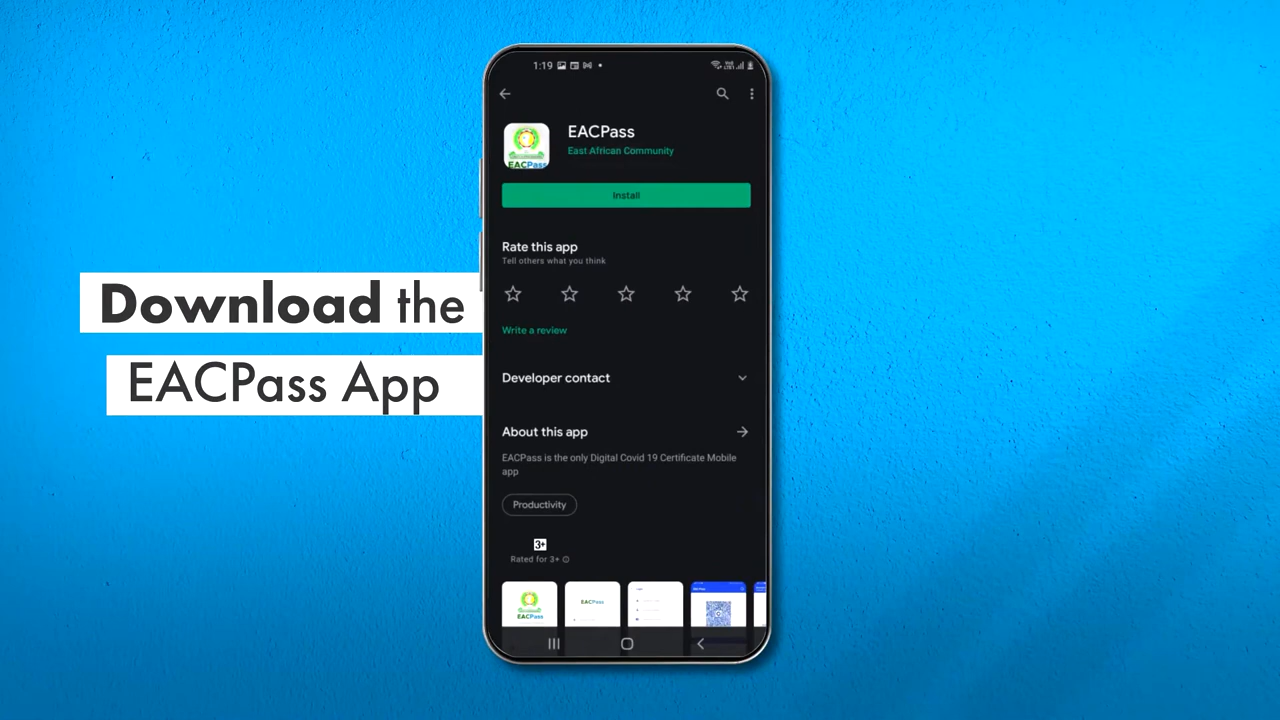 Download the
EACPass App
1:19
EACPass
EACPass
East African Community
Install
Rate this app
Tell others what you think
Write a review
Developer contact
About this app
EACPass is the only Digital Covid 19 Certificate Mobile
app
Productivity
3+
Rated for 3+
EACPass
EACPass